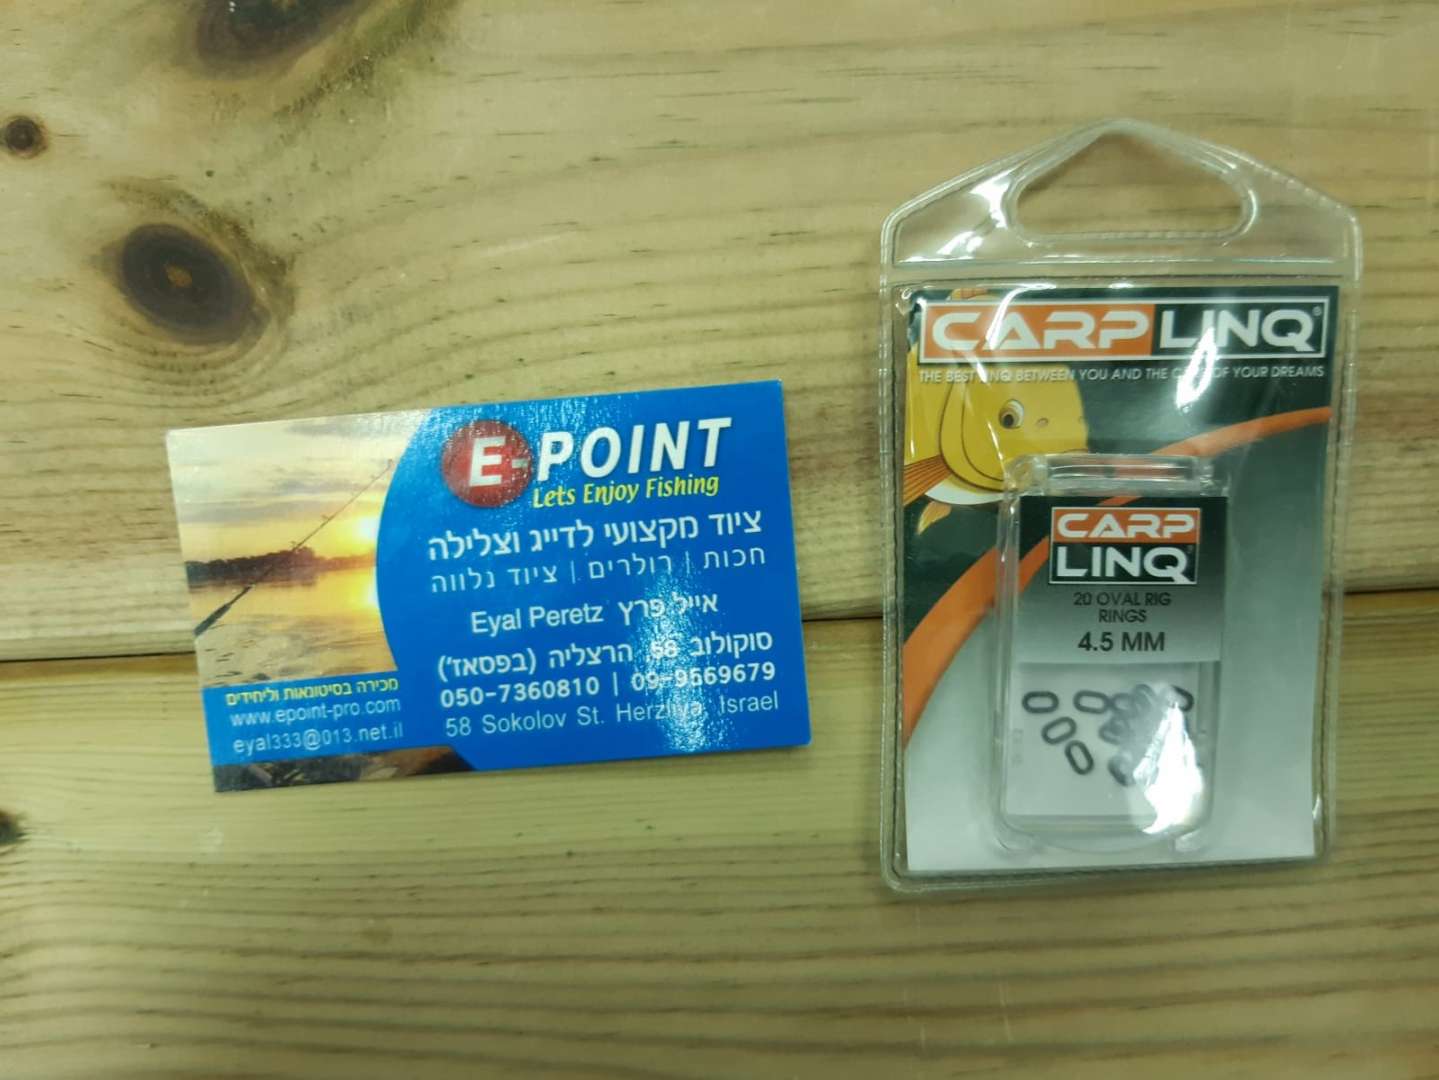 E-POINT
Lets Enjoy Fishing
ציוד מקצועי לדייג וצלילה
חכות | רולרים | ציוד נלווה
אייל פרץ Eyal Peretz
סוקולוב 58, הרצליה (בפסאז')
050-7360810 | 09-9569679
58 Sokolov St. Herzliya, Israel
מכירה בסיטונאות וליחידים
www.epoint-pro.com
eyal333@013.net.il
CARP LINQ®
THE BEST LINQ BETWEEN YOU AND THE OF YOUR DREAMS
CARP
LINQ®
20 OVAL RIG
RINGS
4.5 MM